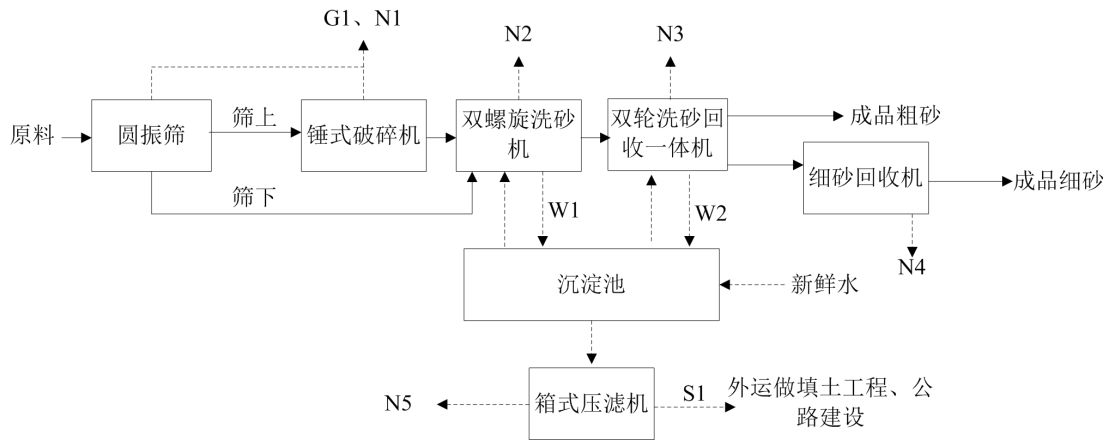 G1、N1
N2
N3
原料
圆振筛
筛上
锤式破碎机
双螺旋洗砂
机
双轮洗砂回
收一体机
成品粗砂
细砂回收机
成品细砂
筛下
W1
W2
N4
沉淀池
新鲜水
N5
箱式压滤机
S1
外运做填土工程、公
路建设